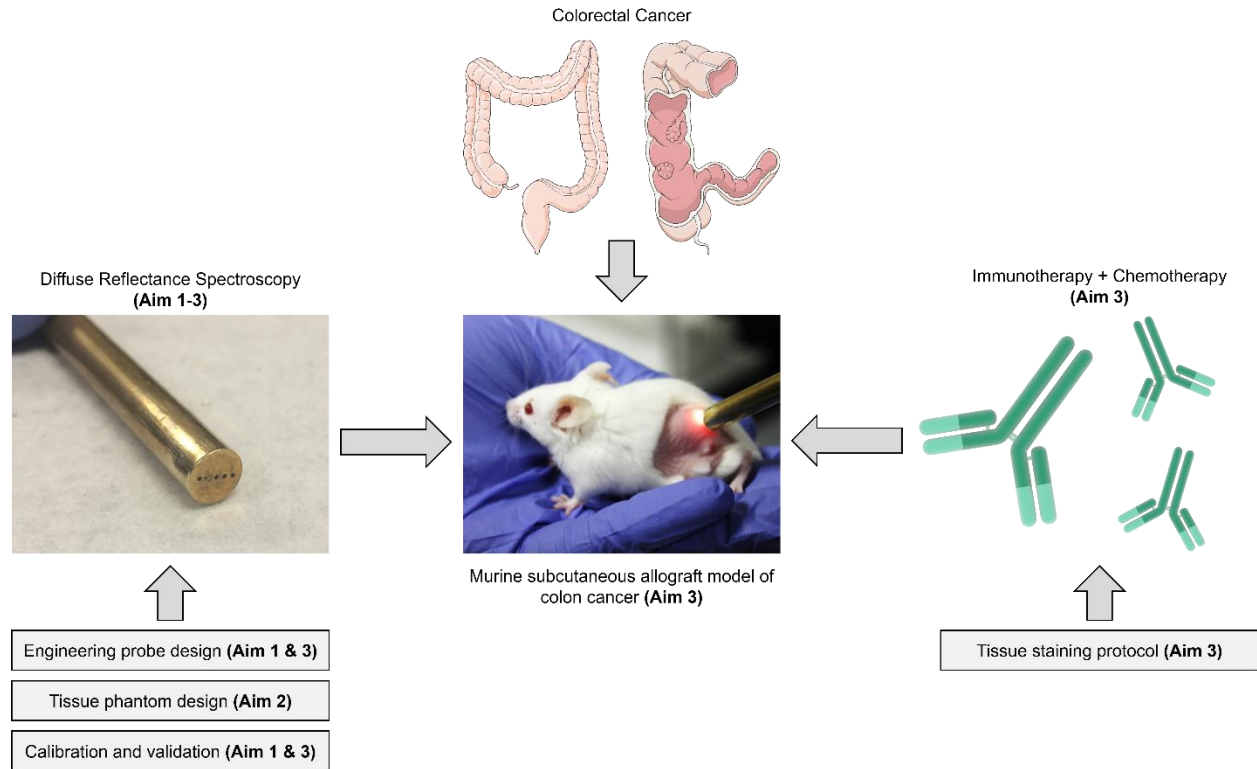 Colorectal Cancer
Diffuse Reflectance Spectroscopy
(Aim 1-3)
Immunotherapy + Chemotherapy
(Aim 3)
Murine subcutaneous allograft model of
colon cancer (Aim 3)
Engineering probe design (Aim 1 & 3)
Tissue phantom design (Aim 2)
Calibration and validation (Aim 1 & 3)
Tissue staining protocol (Aim 3)